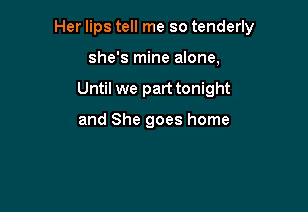 Her lips tell me so tenderly
she's mine alone,
Until we part tonight
and She goes home